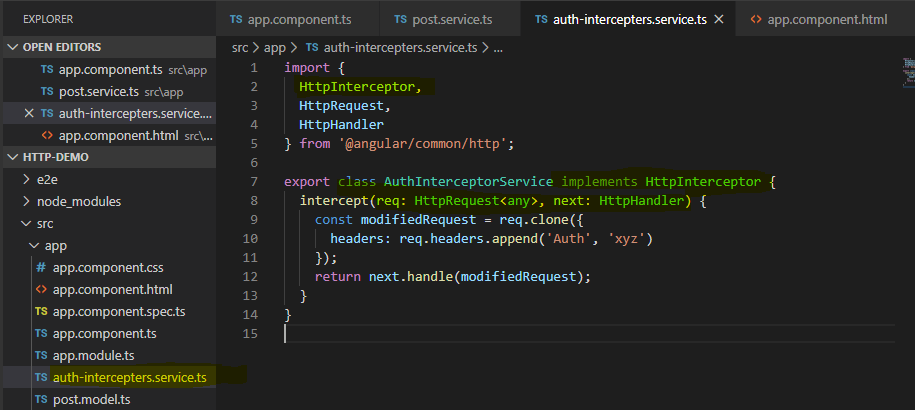 EXPLORER
OPEN EDITORS
TS app.component.ts src\app
TS post.service.ts src\app
TS auth-intercepters.service....
<> app.component.html src\...
HTTP-DEMO
e2e
node_modules
src
app
# app.component.css
<> app.component.html
TS app.component.spec.ts
TS app.component.ts
TS app.module.ts
TS auth-intercepters.service.ts
TS post.model.ts
TS app.component.ts
TS post.service.ts
TS auth-intercepters.service.ts
<> app.component.html
src > app > TS auth-intercepters.service.ts > ...
1 import {
2   HttpInterceptor,
3   HttpRequest,
4   HttpHandler
5 } from '@angular/common/http';
6
7 export class AuthInterceptorService implements HttpInterceptor {
8   intercept(req: HttpRequest<any>, next: HttpHandler) {
9     const modifiedRequest = req.clone({
10       headers: req.headers.append('Auth', 'xyz')
11     });
12     return next.handle(modifiedRequest);
13   }
14 }
15